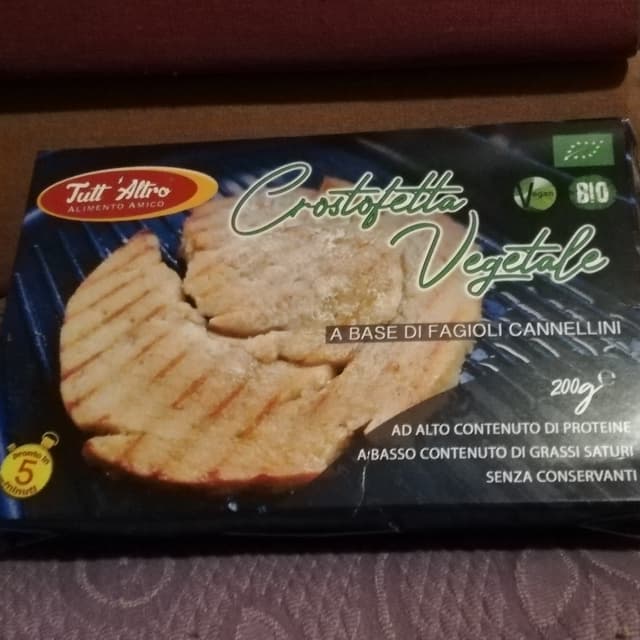 Tutt'Altro
ALIMENTO AMICO
Crostofetta
Vegetale
Vegan
BIO
A BASE DI FAGIOLI CANNELLINI
200g
AD ALTO CONTENUTO DI PROTEINE
A BASSO CONTENUTO DI GRASSI SATURI
SENZA CONSERVANTI
pronto in
5
minuti